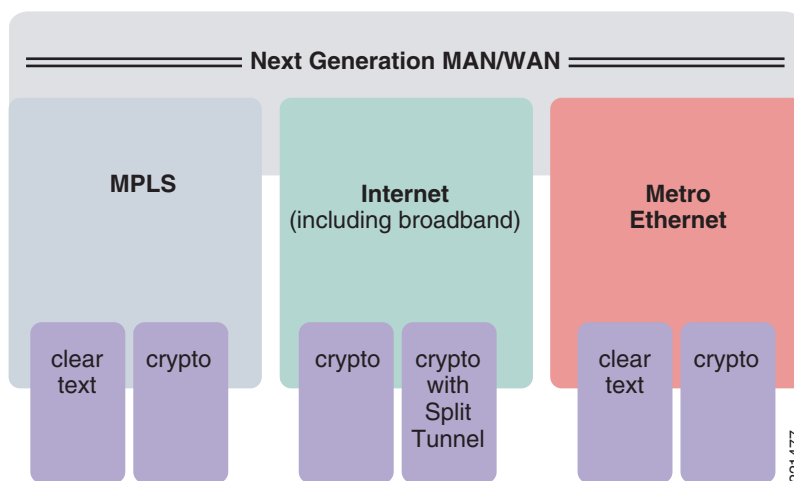 Next Generation MAN/WAN
MPLS
Internet
(including broadband)
Metro
Ethernet
clear
text
crypto
crypto
crypto
with
Split
Tunnel
clear
text
crypto